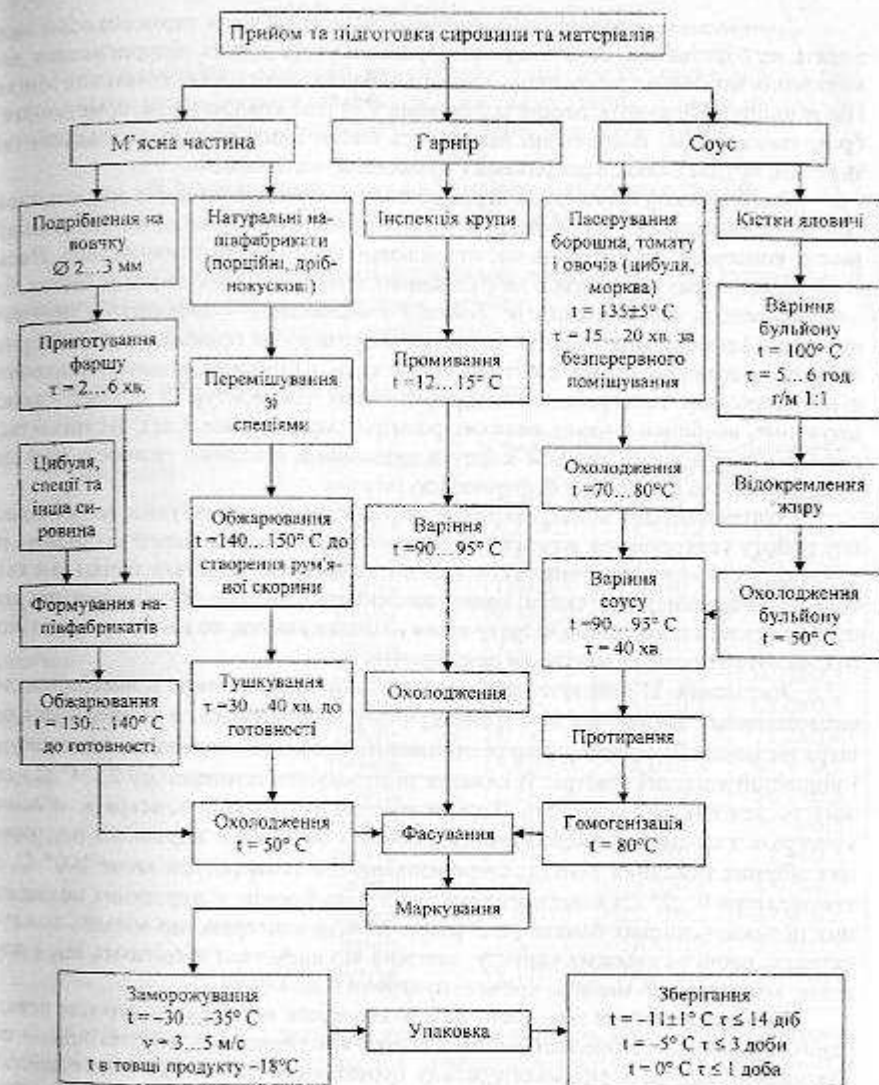 Прийом та підготовка сировини та матеріалів
М'ясна частина
Гарнір
Соус
Подрібнення на
вовчку
Ø 2…3 мм
Натуральні на-
півфабрикати
(порційні, дріб-
нокускові)
Інспекція крупи
Пасерування
борошна, томату
і овочів (цибуля,
морква)
t = 135±5° С
τ = 15…20 хв. за
безперервного
помішування
Кістки яловичі
Приготування
фаршу
τ = 2…6 хв.
Перемішування
зі
спеціями
Промивання
t =12…15° С
Варіння
бульйону
t = 100° С
τ = 5…6 год.
г/м 1:1
Цибуля,
спеції та
інша си-
ровина
Обжарювання
t =140…150° С до
створення рум'я-
ної скорини
Варіння
t =90…95° С
Охолодження
t =70…80°С
Відокремлення
жиру
Формування на-
півфабрикатів
Варіння
соусу
t =90…95° С
τ = 40 хв.
Охолодження
бульйону
t = 50° С
Обжарювання
t = 130…140° С
до готовності
Тушкування
τ =30…40 хв. до
готовності
Охолодження
Протирання
Охолодження
t = 50° С
Фасування
Гомогенізація
t = 80°С
Маркування
Заморожування
t = −30…−35° С
v = 3…5 м/с
t в товщі продукту −18°С
Упаковка
Зберігання
t = −11±1° С τ ≤ 14 діб
t = −5° С τ ≤ 3 доби
t = 0° С τ ≤ 1 доба